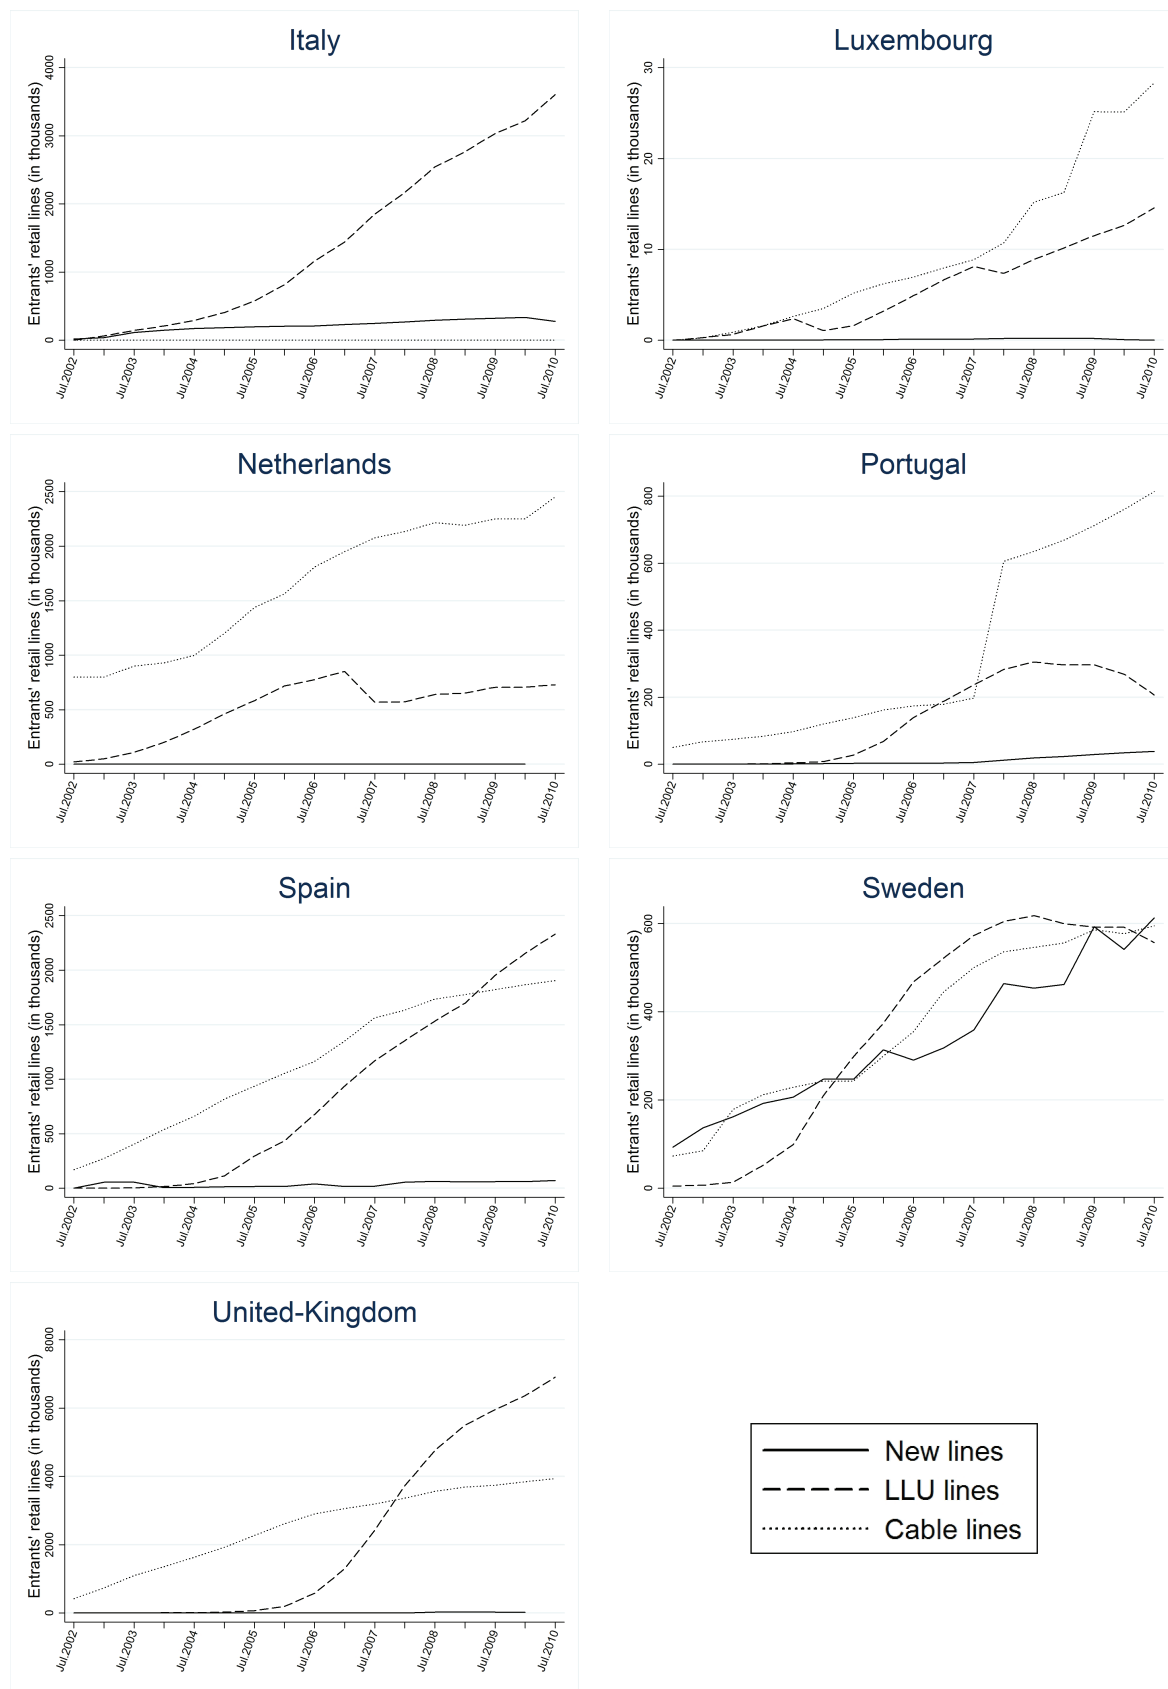 Italy
Entrants' retail lines (in thousands)
4000
3000
2000
1000
0
Jul.2002
Jul.2003
Jul.2004
Jul.2005
Jul.2006
Jul.2007
Jul.2008
Jul.2009
Jul.2010
Luxembourg
Entrants' retail lines (in thousands)
30
20
10
0
Jul.2002
Jul.2003
Jul.2004
Jul.2005
Jul.2006
Jul.2007
Jul.2008
Jul.2009
Jul.2010
Netherlands
Entrants' retail lines (in thousands)
2500
2000
1500
1000
500
0
Jul.2002
Jul.2003
Jul.2004
Jul.2005
Jul.2006
Jul.2007
Jul.2008
Jul.2009
Jul.2010
Portugal
Entrants' retail lines (in thousands)
800
600
400
200
0
Jul.2002
Jul.2003
Jul.2004
Jul.2005
Jul.2006
Jul.2007
Jul.2008
Jul.2009
Jul.2010
Spain
Entrants' retail lines (in thousands)
2500
2000
1500
1000
500
0
Jul.2002
Jul.2003
Jul.2004
Jul.2005
Jul.2006
Jul.2007
Jul.2008
Jul.2009
Jul.2010
Sweden
Entrants' retail lines (in thousands)
600
400
200
0
Jul.2002
Jul.2003
Jul.2004
Jul.2005
Jul.2006
Jul.2007
Jul.2008
Jul.2009
Jul.2010
United-Kingdom
Entrants' retail lines (in thousands)
8000
6000
4000
2000
0
Jul.2002
Jul.2003
Jul.2004
Jul.2005
Jul.2006
Jul.2007
Jul.2008
Jul.2009
Jul.2010
New lines
LLU lines
Cable lines